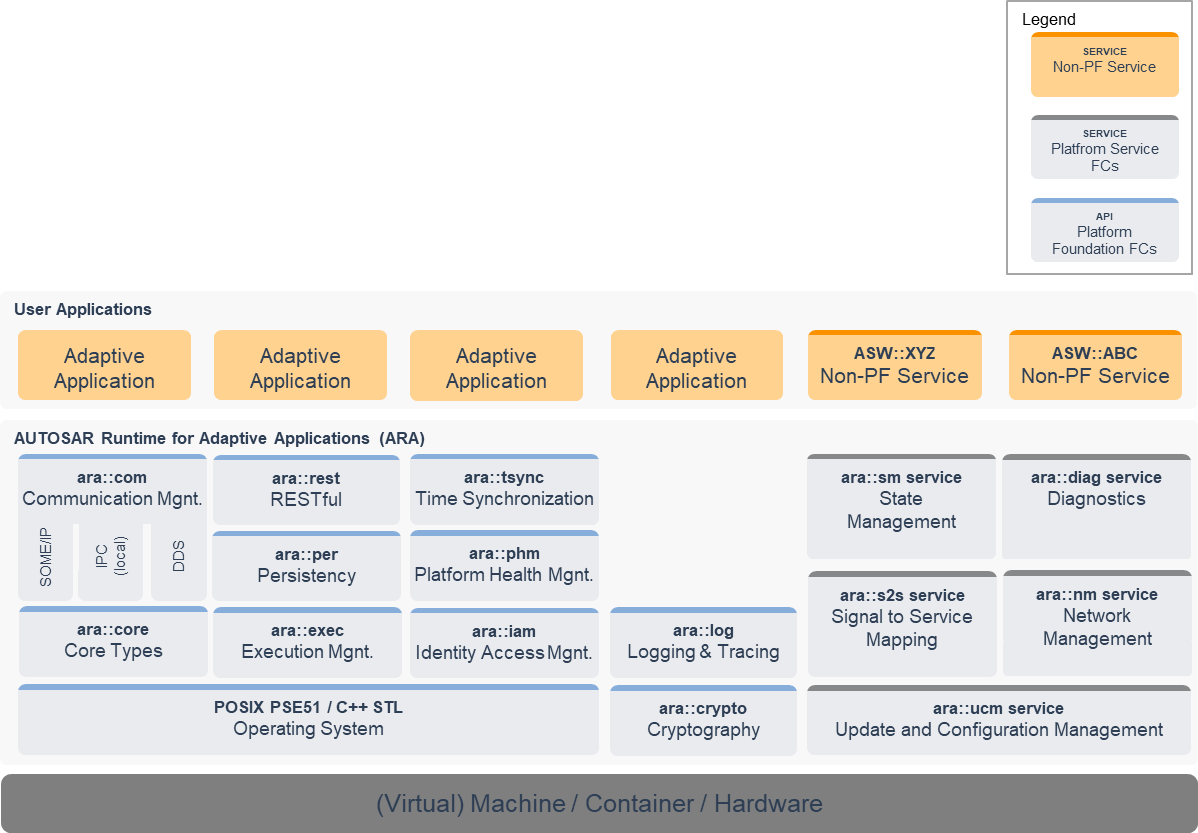 Legend
SERVICE
Non-PF Service
SERVICE
Platfrom Service
FCs
API
Platform
Foundation FCs
User Applications
Adaptive
Application
Adaptive
Application
Adaptive
Application
Adaptive
Application
ASW::XYZ
Non-PF Service
ASW::ABC
Non-PF Service
AUTOSAR Runtime for Adaptive Applications (ARA)
ara::com
Communication Mgnt.
SOME/IP
IPC
(local)
DDS
ara::rest
RESTful
ara::tsync
Time Synchronization
ara::per
Persistency
ara::phm
Platform Health Mgnt.
ara::core
Core Types
ara::exec
Execution Mgnt.
ara::iam
Identity Access Mgnt.
ara::log
Logging & Tracing
POSIX PSE51 / C++ STL
Operating System
ara::crypto
Cryptography
ara::sm service
State
Management
ara::diag service
Diagnostics
ara::s2s service
Signal to Service
Mapping
ara::nm service
Network
Management
ara::ucm service
Update and Configuration Management
(Virtual) Machine / Container / Hardware